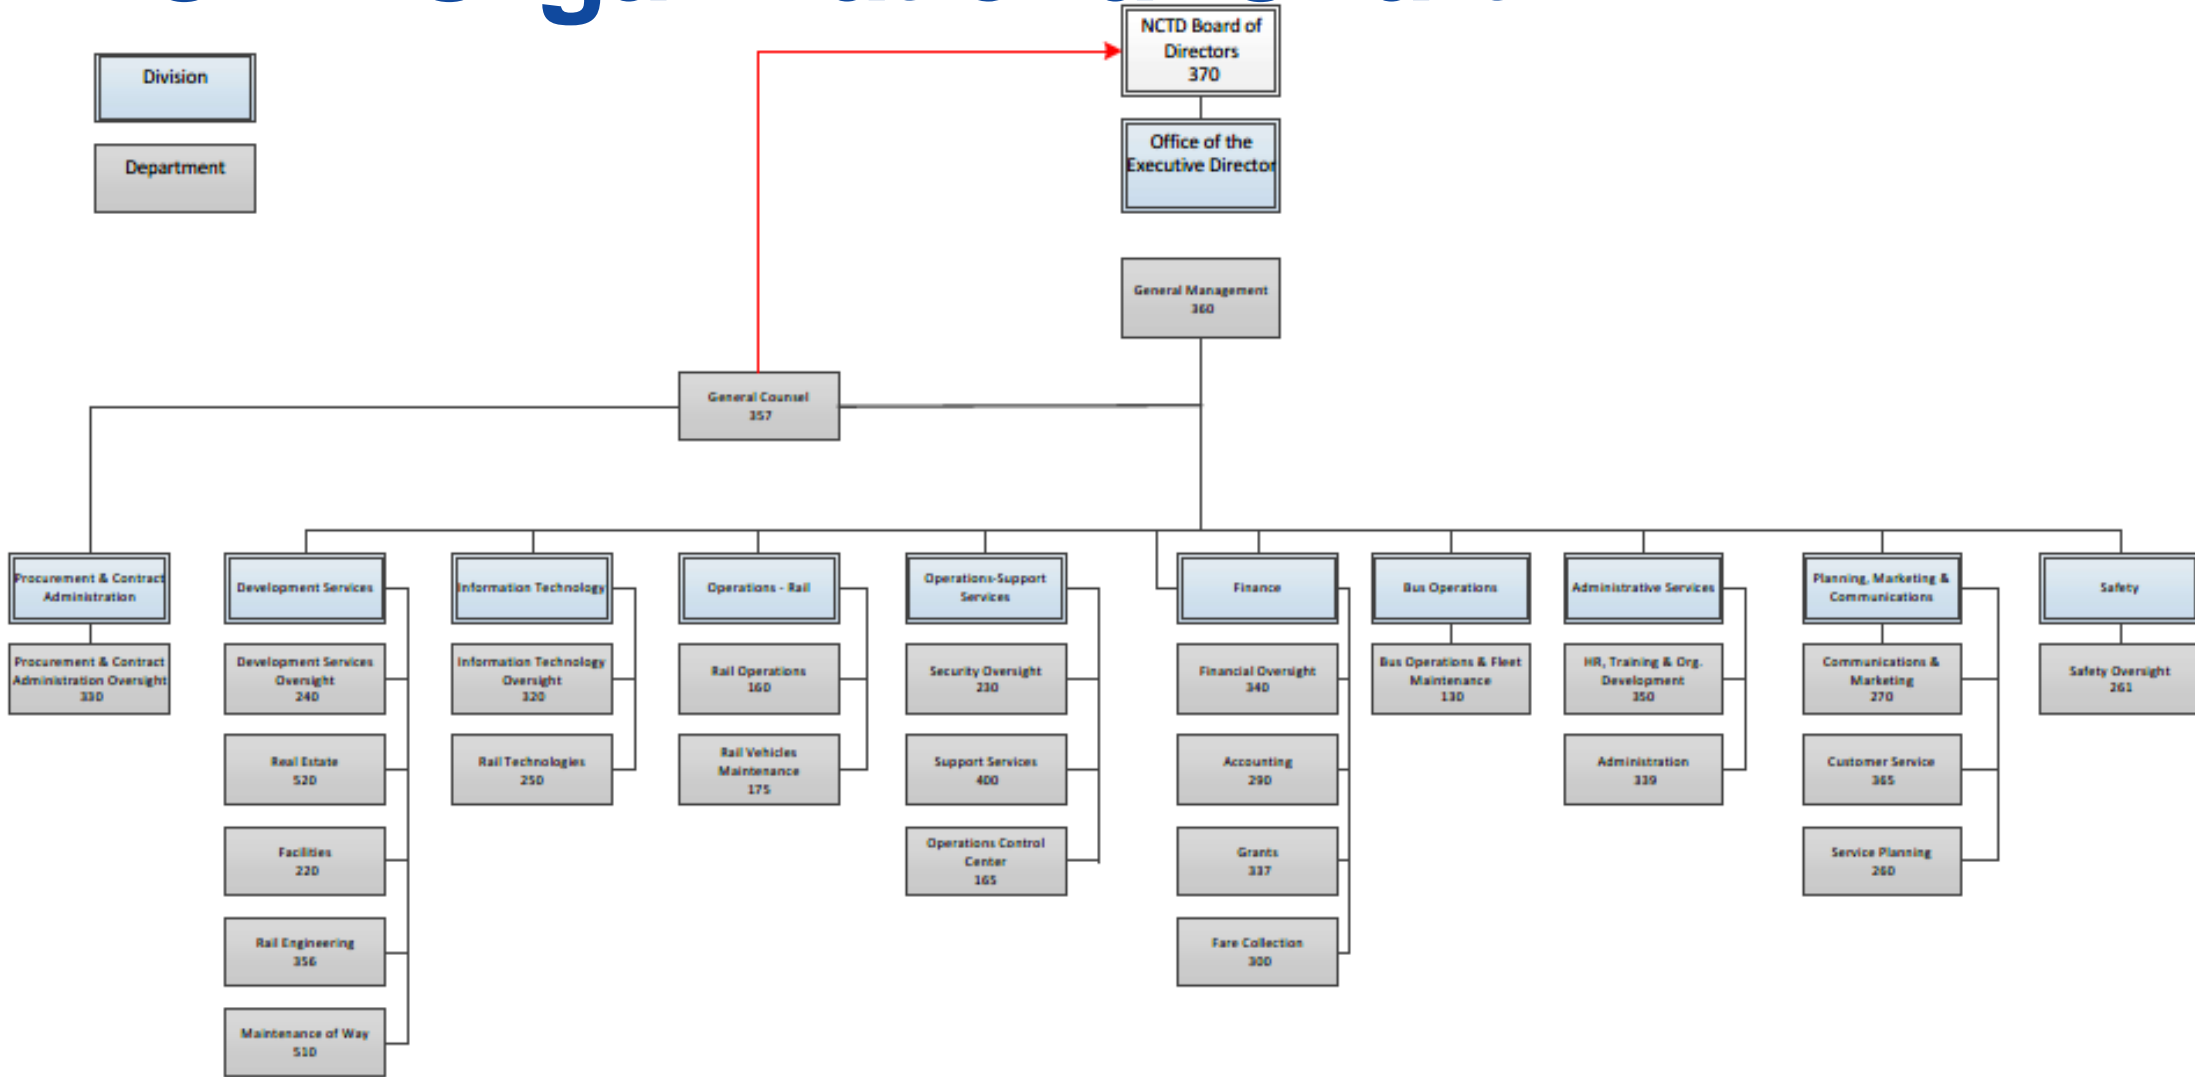 NCTD Board of
Directors
370
Division
Office of the
Executive Director
Department
General Management
360
General Counsel
357
Procurement & Contract
Administration
Development Services
Information Technology
Operations - Rail
Operations-Support
Services
Finance
Bus Operations
Administrative Services
Planning, Marketing &
Communications
Safety
Procurement & Contract
Administration Oversight
330
Development Services
Oversight
240
Information Technology
Oversight
320
Rail Operations
160
Security Oversight
230
Financial Oversight
340
Bus Operations & Fleet
Maintenance
130
HR, Training & Org.
Development
350
Communications &
Marketing
270
Safety Oversight
261
Real Estate
520
Rail Technologies
250
Rail Vehicles
Maintenance
175
Support Services
400
Accounting
290
Administration
339
Customer Service
365
Facilities
220
Operations Control
Center
165
Grants
337
Service Planning
260
Rail Engineering
356
Fare Collection
300
Maintenance of Way
510